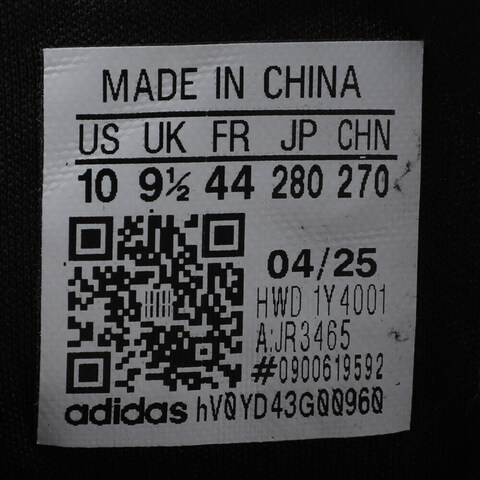 MADE IN CHINA
US UK FR JP CHN
10 9½ 44 280 270
04/25
HWD 1Y4001
A:JR3465
#0900619592
adidas hV0YD43G00960